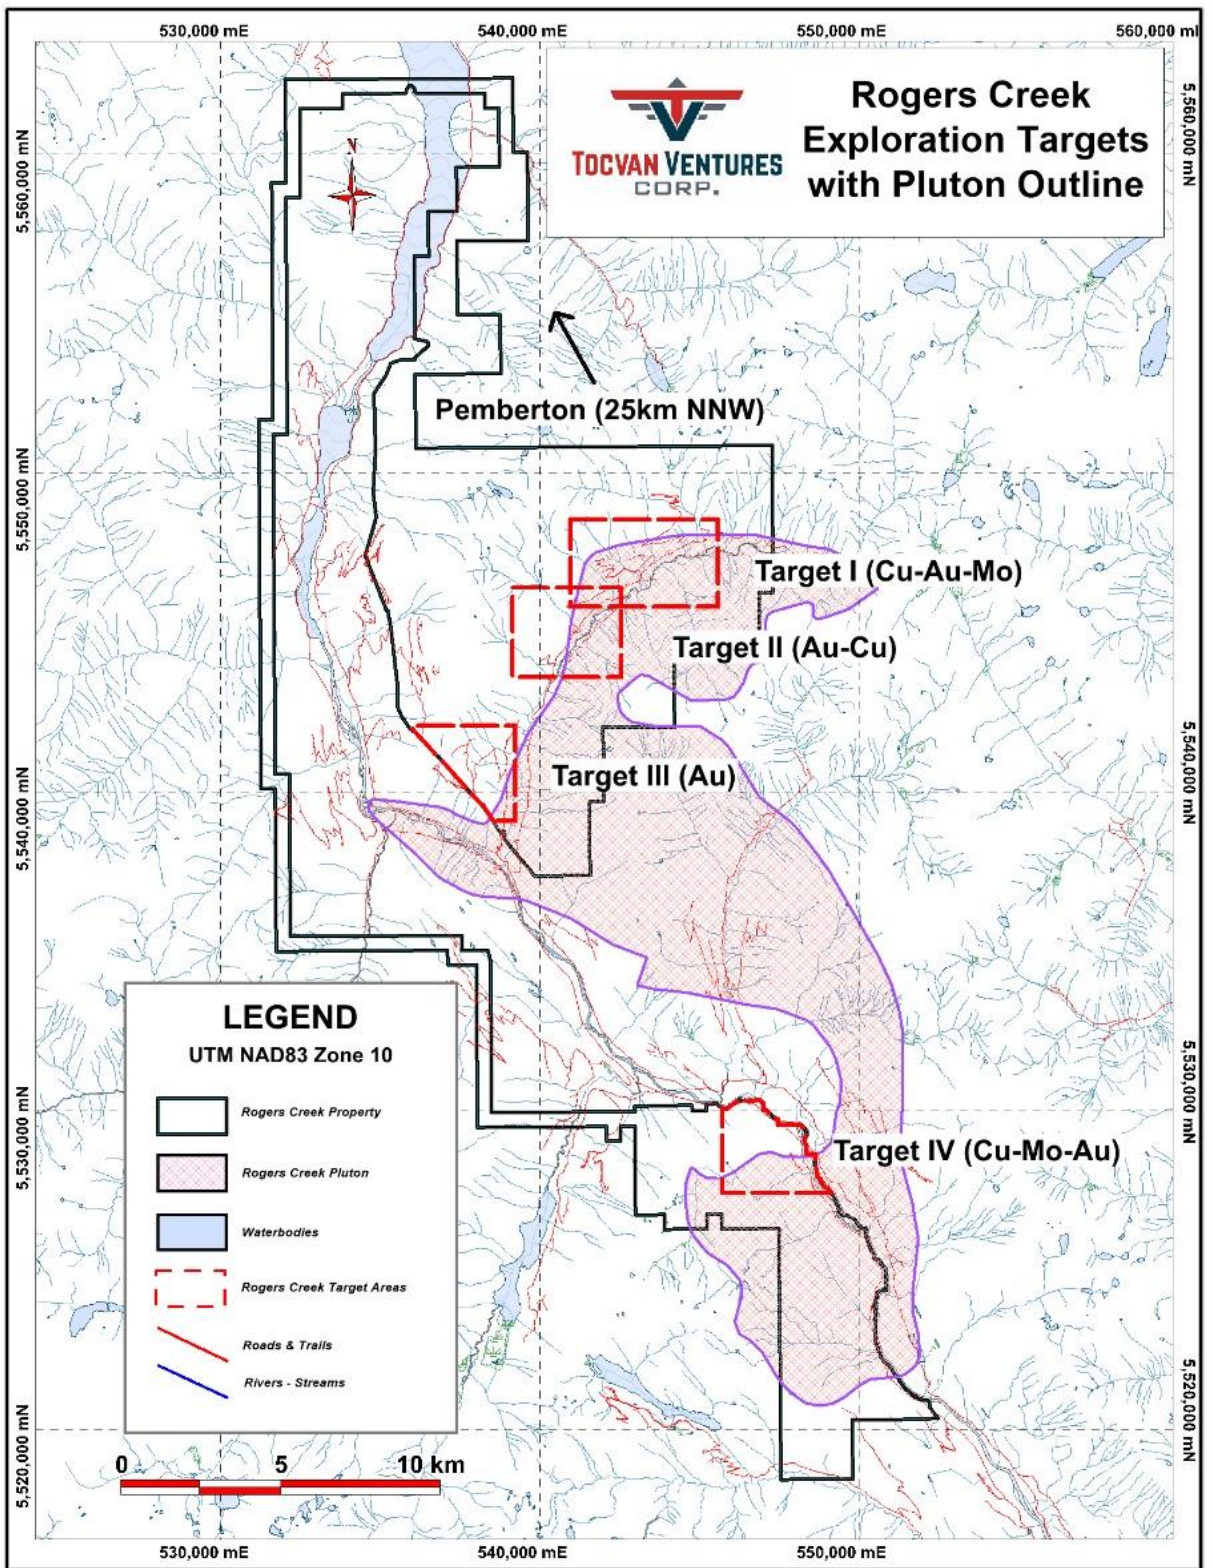 530,000 mE
540,000 mE
550,000 mE
560,000 ml
TOCVAN VENTURES
CORP.
Rogers Creek
Exploration Targets
with Pluton Outline
5,560,000 mN
5,560,000 mN
N
Pemberton (25km NNW)
5,550,000 mN
Target I (Cu-Au-Mo)
Target II (Au-Cu)
Target III (Au)
5,540,000 mN
5,540,000 mN
LEGEND
UTM NAD83 Zone 10
Rogers Creek Property
Rogers Creek Pluton
Waterbodies
Rogers Creek Target Areas
Roads & Trails
Rivers - Streams
5,530,000 mN
5,530,000 mN
Target IV (Cu-Mo-Au)
5,520,000 mN
5,520,000 mN
0 5 10 km
530,000 mE
540,000 mE
550,000 mE